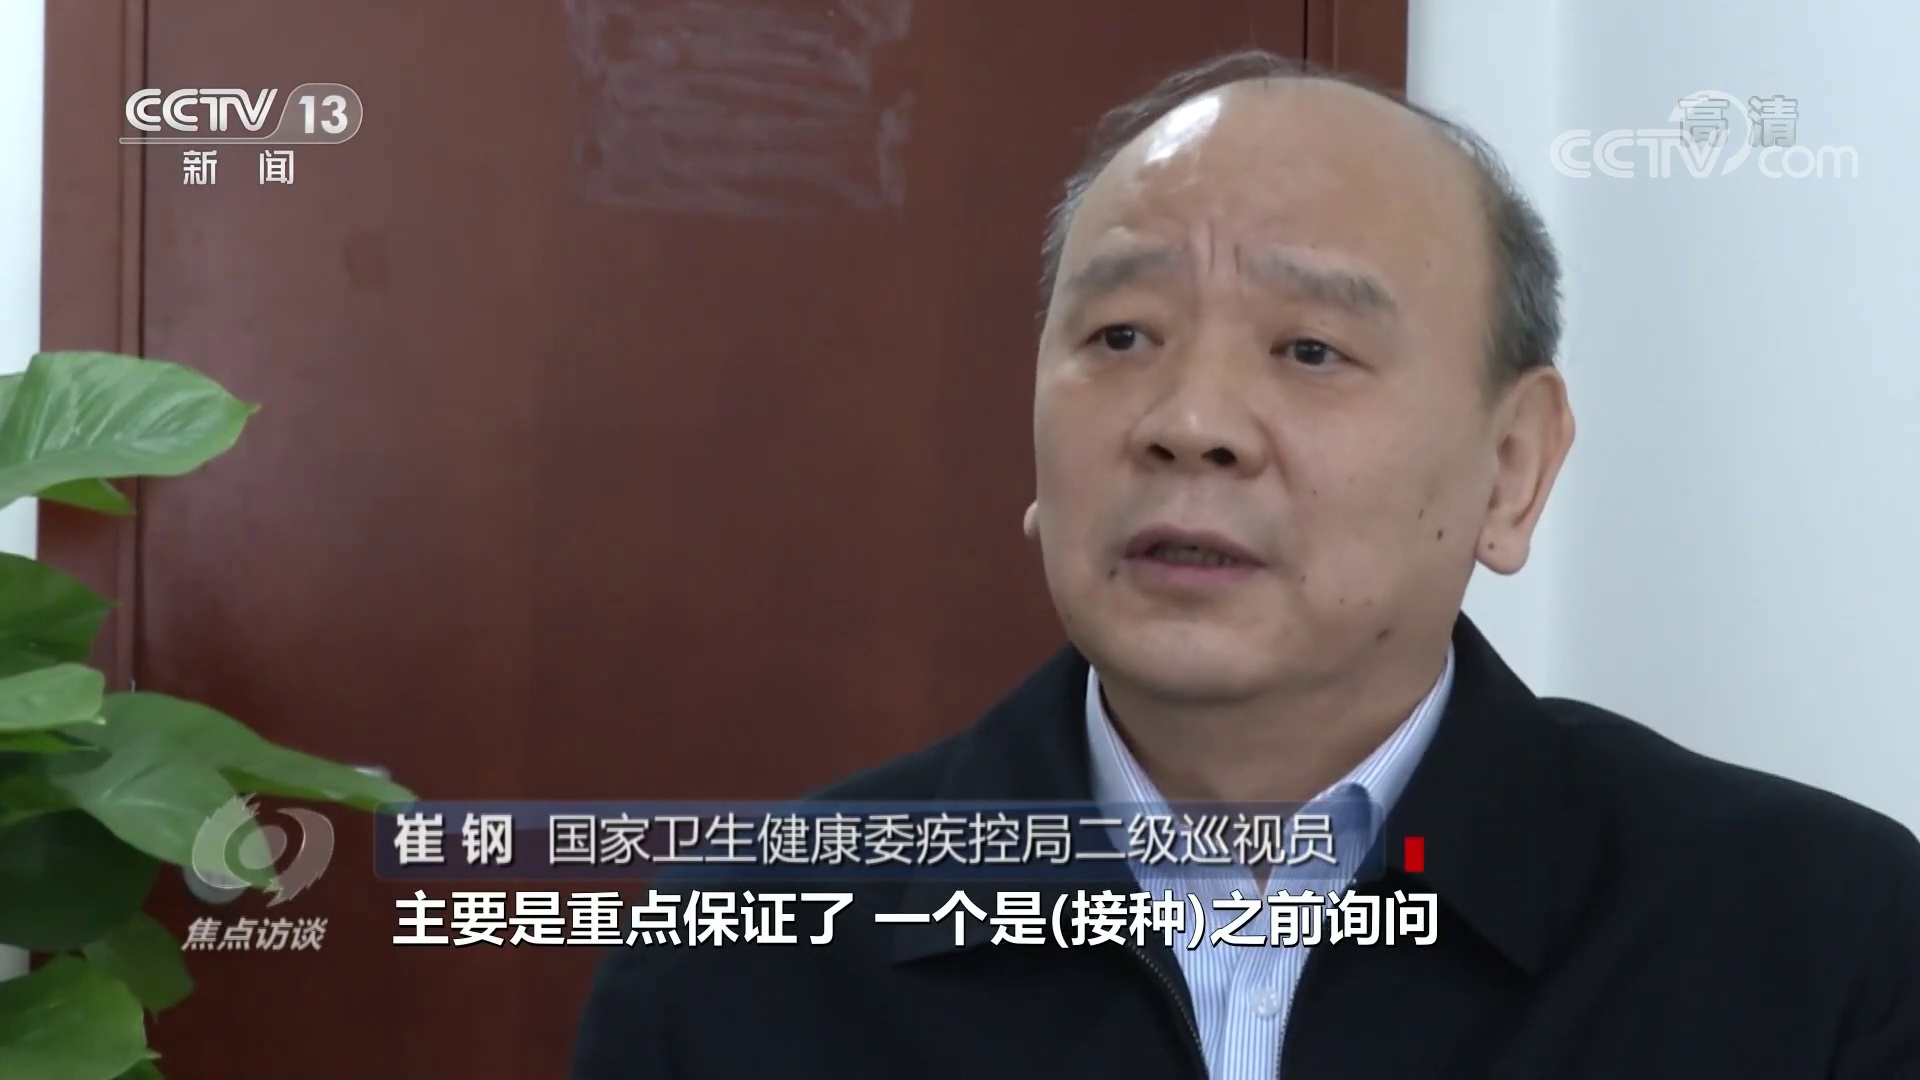 CCTV 13
新闻
高清
CCTV.com
崔钢 国家卫生健康委疾控局二级巡视员
主要是重点保证了 一个是(接种)之前询问
焦点访谈